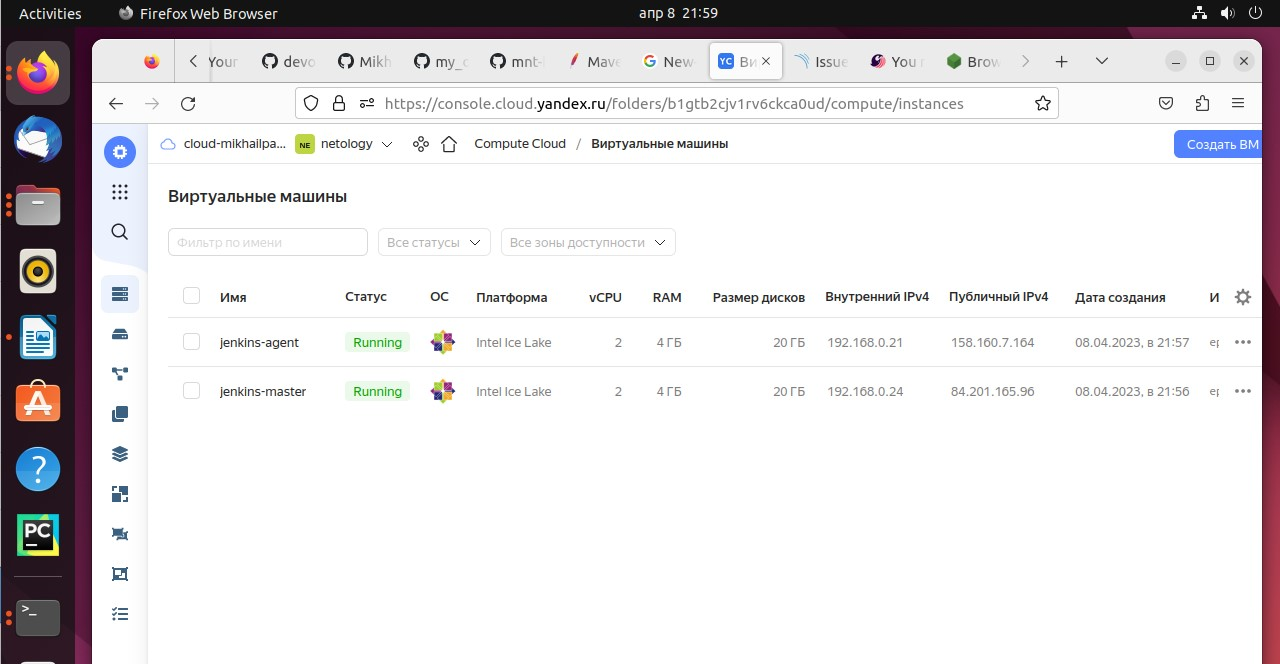 Activities Firefox Web Browser апр 8 21:59
Your devo Mikh my_c mnt- Mave New YC Ви Issue You Brow
https://console.cloud.yandex.ru/folders/b1gtb2cjv1rv6ckca0ud/compute/instances
cloud-mikhailpa... NE netology Compute Cloud / Виртуальные машины Создать ВМ
Виртуальные машины
Фильтр по имени Все статусы Все зоны доступности
Имя Статус ОС Платформа vCPU RAM Размер дисков Внутренний IPv4 Публичный IPv4 Дата создания И
jenkins-agent Running Intel Ice Lake 2 4 ГБ 20 ГБ 192.168.0.21 158.160.7.164 08.04.2023, в 21:57
jenkins-master Running Intel Ice Lake 2 4 ГБ 20 ГБ 192.168.0.24 84.201.165.96 08.04.2023, в 21:56
PC
>_